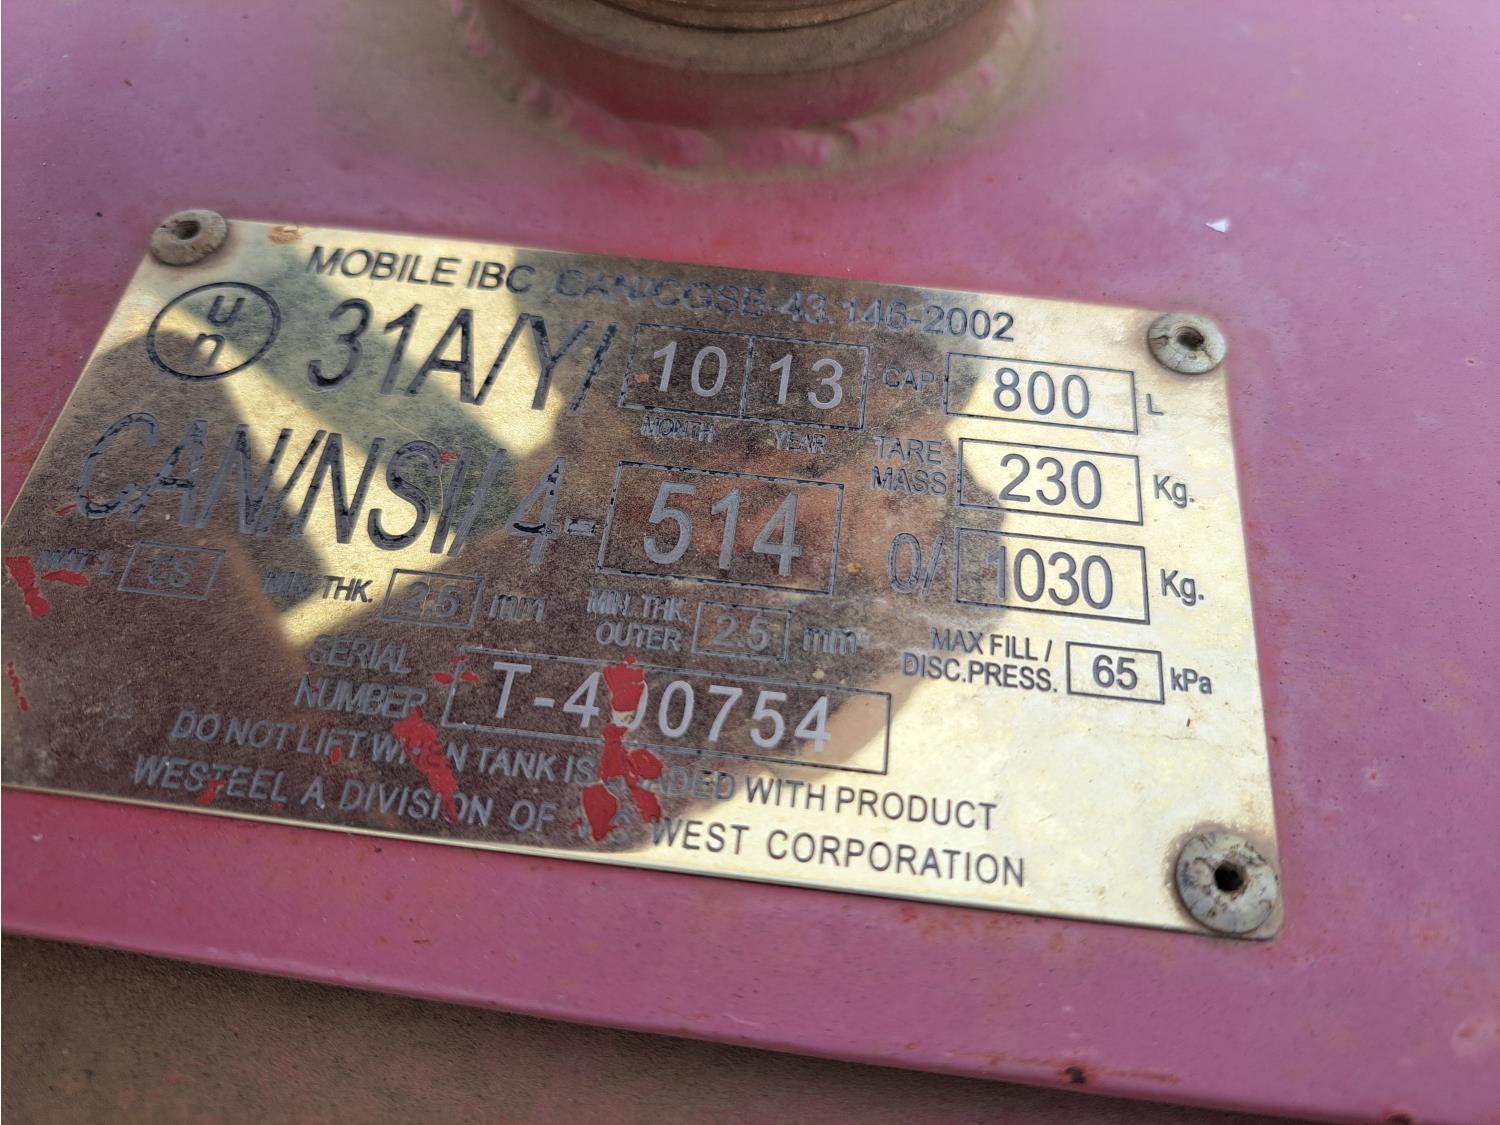 MOBILE IBC CAN/CGSB-43.146-2002
un 31A/Y/ 10 13 CAP 800 L
MONTH YEAR
CAN/NSI/ 4- 514 TARE MASS 230 Kg.
0/ 1030 Kg.
MAT'L CS MIN. THK. 2.5 mm MIN. THK. OUTER 2.5 mm MAX FILL / DISC.PRESS. 65 kPa
SERIAL NUMBER T-400754
DO NOT LIFT WHEN TANK IS LOADED WITH PRODUCT
WESTEEL A DIVISION OF WEST CORPORATION